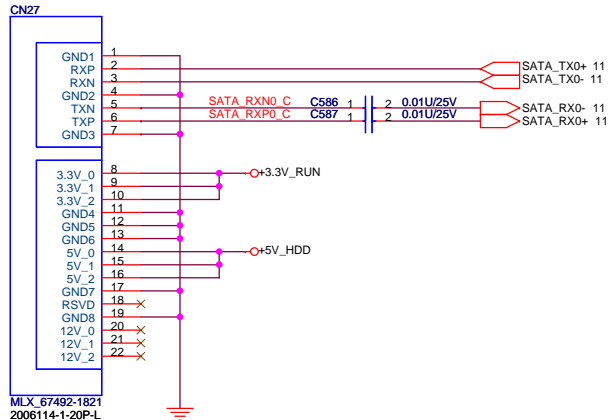 CN27
GND1 1
RXP 2 SATA_TX0+ 11
RXN 3 SATA_TX0- 11
GND2 4
TXN 5 SATA_RXN0_C C586 1 2 0.01U/25V SATA_RX0- 11
TXP 6 SATA_RXP0_C C587 1 2 0.01U/25V SATA_RX0+ 11
GND3 7
3.3V_0 8 +3.3V_RUN
3.3V_1 9
3.3V_2 10
GND4 11
GND5 12
GND6 13
5V_0 14 +5V_HDD
5V_1 15
5V_2 16
GND7 17
RSVD 18
GND8 19
12V_0 20
12V_1 21
12V_2 22
MLX_67492-1821
2006114-1-20P-L